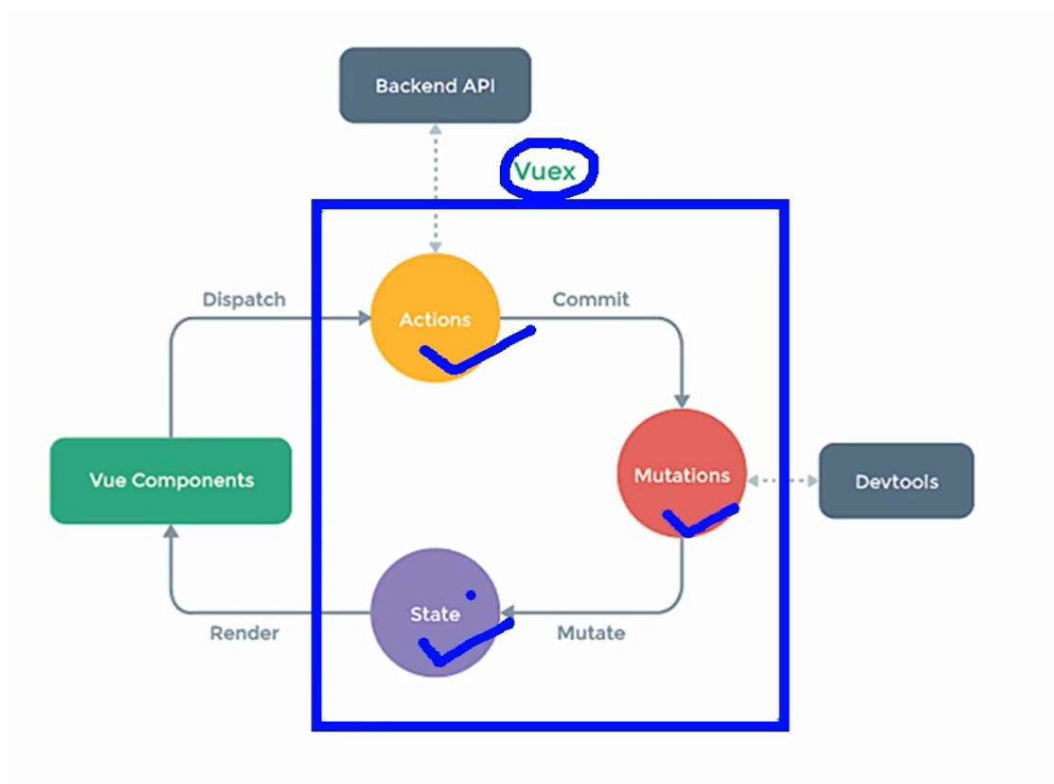 Backend API
Vuex
Dispatch
Actions
Commit
Vue Components
Mutations
Devtools
State
Render
Mutate